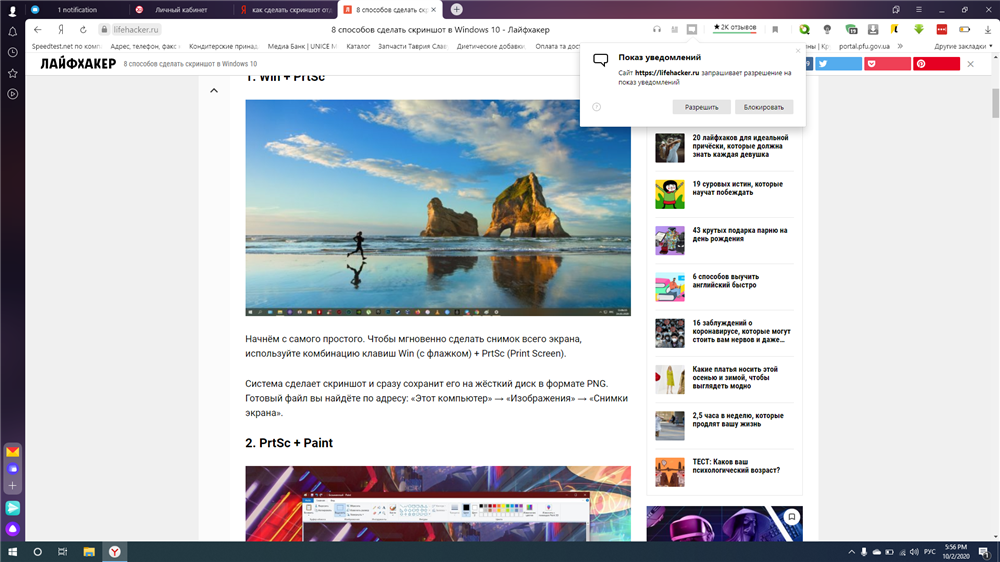 1 notification
Личный кабинет
как сделать скриншот отд
8 способов сделать ск
lifehacker.ru
8 способов сделать скриншот в Windows 10 - Лайфхакер
★2K отзывов
Speedtest.net по комп
Адрес, телефон, факс
Кондитерские принад
Медиа Банк | UNICE M
Каталог
Запчасти Таврия Слав
Диетические добавки
Оплата за дос
portal.pfu.gov.ua
Другие закладки
ЛАЙФХАКЕР
8 способов сделать скриншот в Windows 10
Показ уведомлений
Сайт https://lifehacker.ru запрашивает разрешение на
показ уведомлений
Разрешить
Блокировать
1. Win + PrtSc
Начнём с самого простого. Чтобы мгновенно сделать снимок всего экрана,
используйте комбинацию клавиш Win (с флажком) + PrtSc (Print Screen).
Система сделает скриншот и сразу сохранит его на жёсткий диск в формате PNG.
Готовый файл вы найдёте по адресу: «Этот компьютер» → «Изображения» → «Снимки
экрана».
2. PrtSc + Paint
20 лайфхаков для идеальной
причёски, которые должна
знать каждая девушка
19 суровых истин, которые
научат побеждать
43 крутых подарка парню на
день рождения
6 способов выучить
английский быстро
16 заблуждений о
коронавирусе, которые могут
стоить вам нервов и даже...
Какие платья носить этой
осенью и зимой, чтобы
выглядеть модно
2,5 часа в неделю, которые
продлят вашу жизнь
ТЕСТ: Каков ваш
психологический возраст?
РУС
5:56 PM
10/2/2020